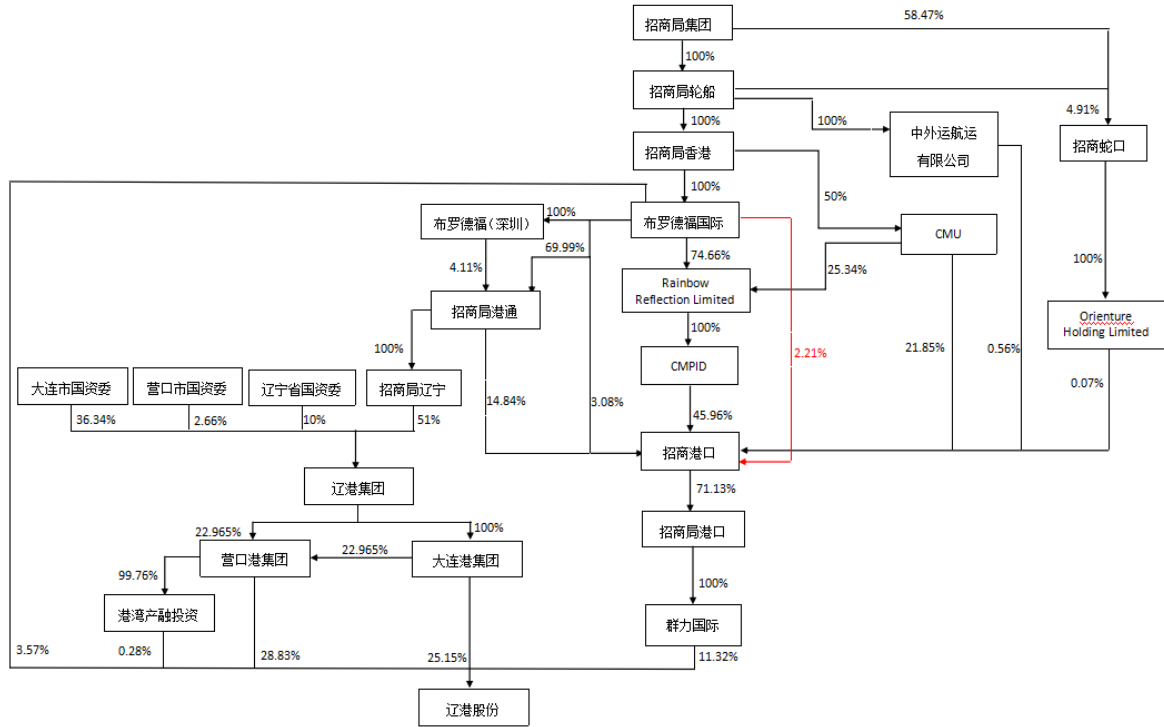 招商局集团
58.47%
100%
招商局轮船
100%
100%
4.91%
中外运航运
有限公司
招商蛇口
招商局香港
100%
50%
布罗德福（深圳）
100%
布罗德福国际
CMU
69.99%
74.66%
25.34%
100%
4.11%
Rainbow
Reflection Limited
招商局港通
100%
Orienture
Holding Limited
100%
2.21%
21.85%
0.56%
CMPID
大连市国资委
营口市国资委
辽宁省国资委
招商局辽宁
14.84%
3.08%
0.07%
36.34%
2.66%
10%
51%
45.96%
招商港口
辽港集团
71.13%
招商局港口
22.965%
100%
营口港集团
22.965%
大连港集团
99.76%
100%
港湾产融投资
群力国际
3.57%
0.28%
28.83%
25.15%
11.32%
辽港股份